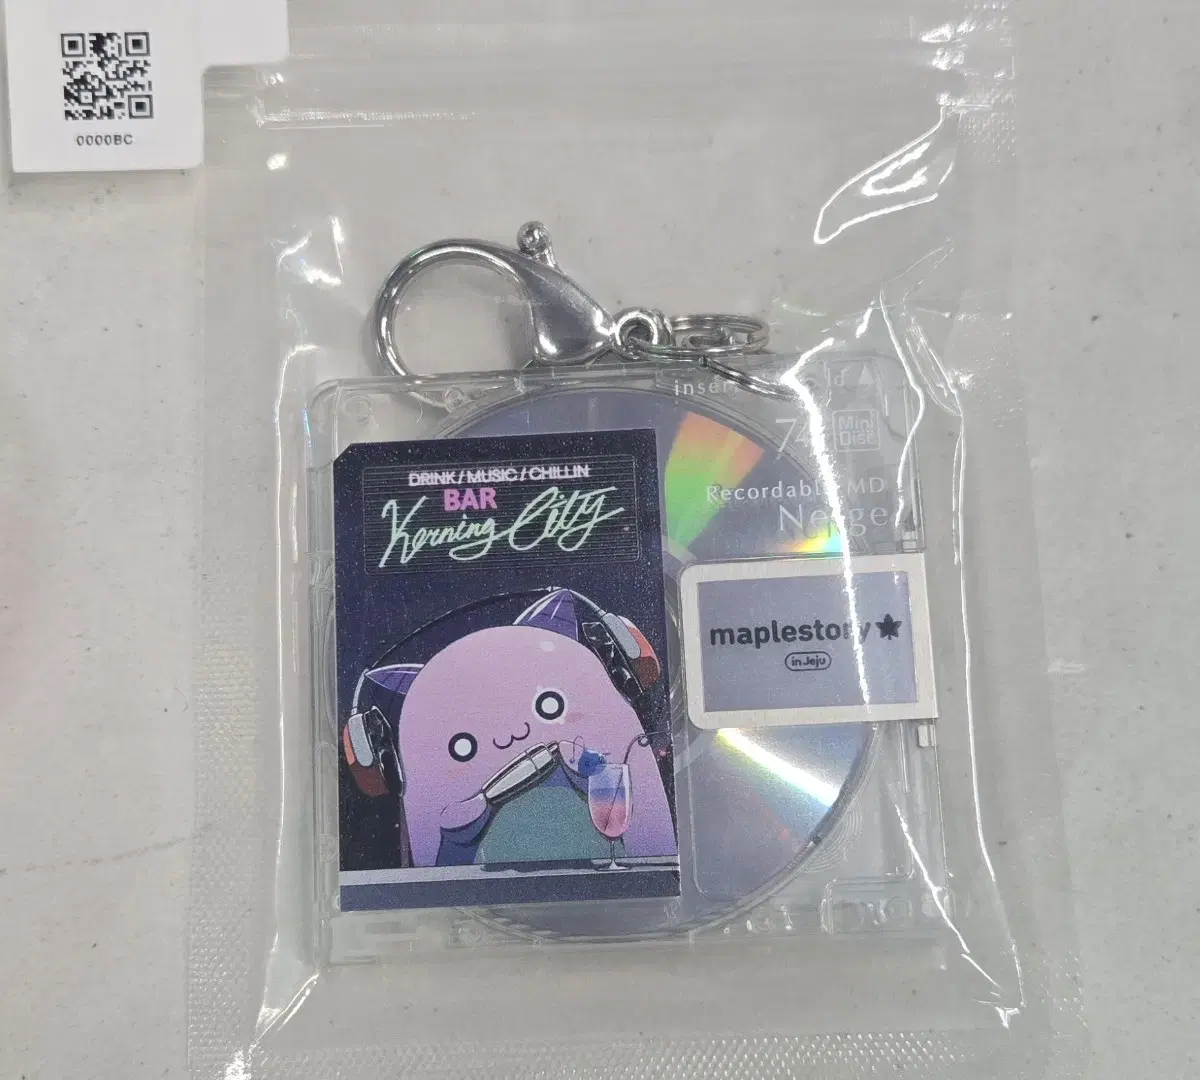 0000BC
74
Mini
Disc
Recordable MD
DRINK / MUSIC / CHILLIN
BAR
Kerning City
maplestory
in Jeju